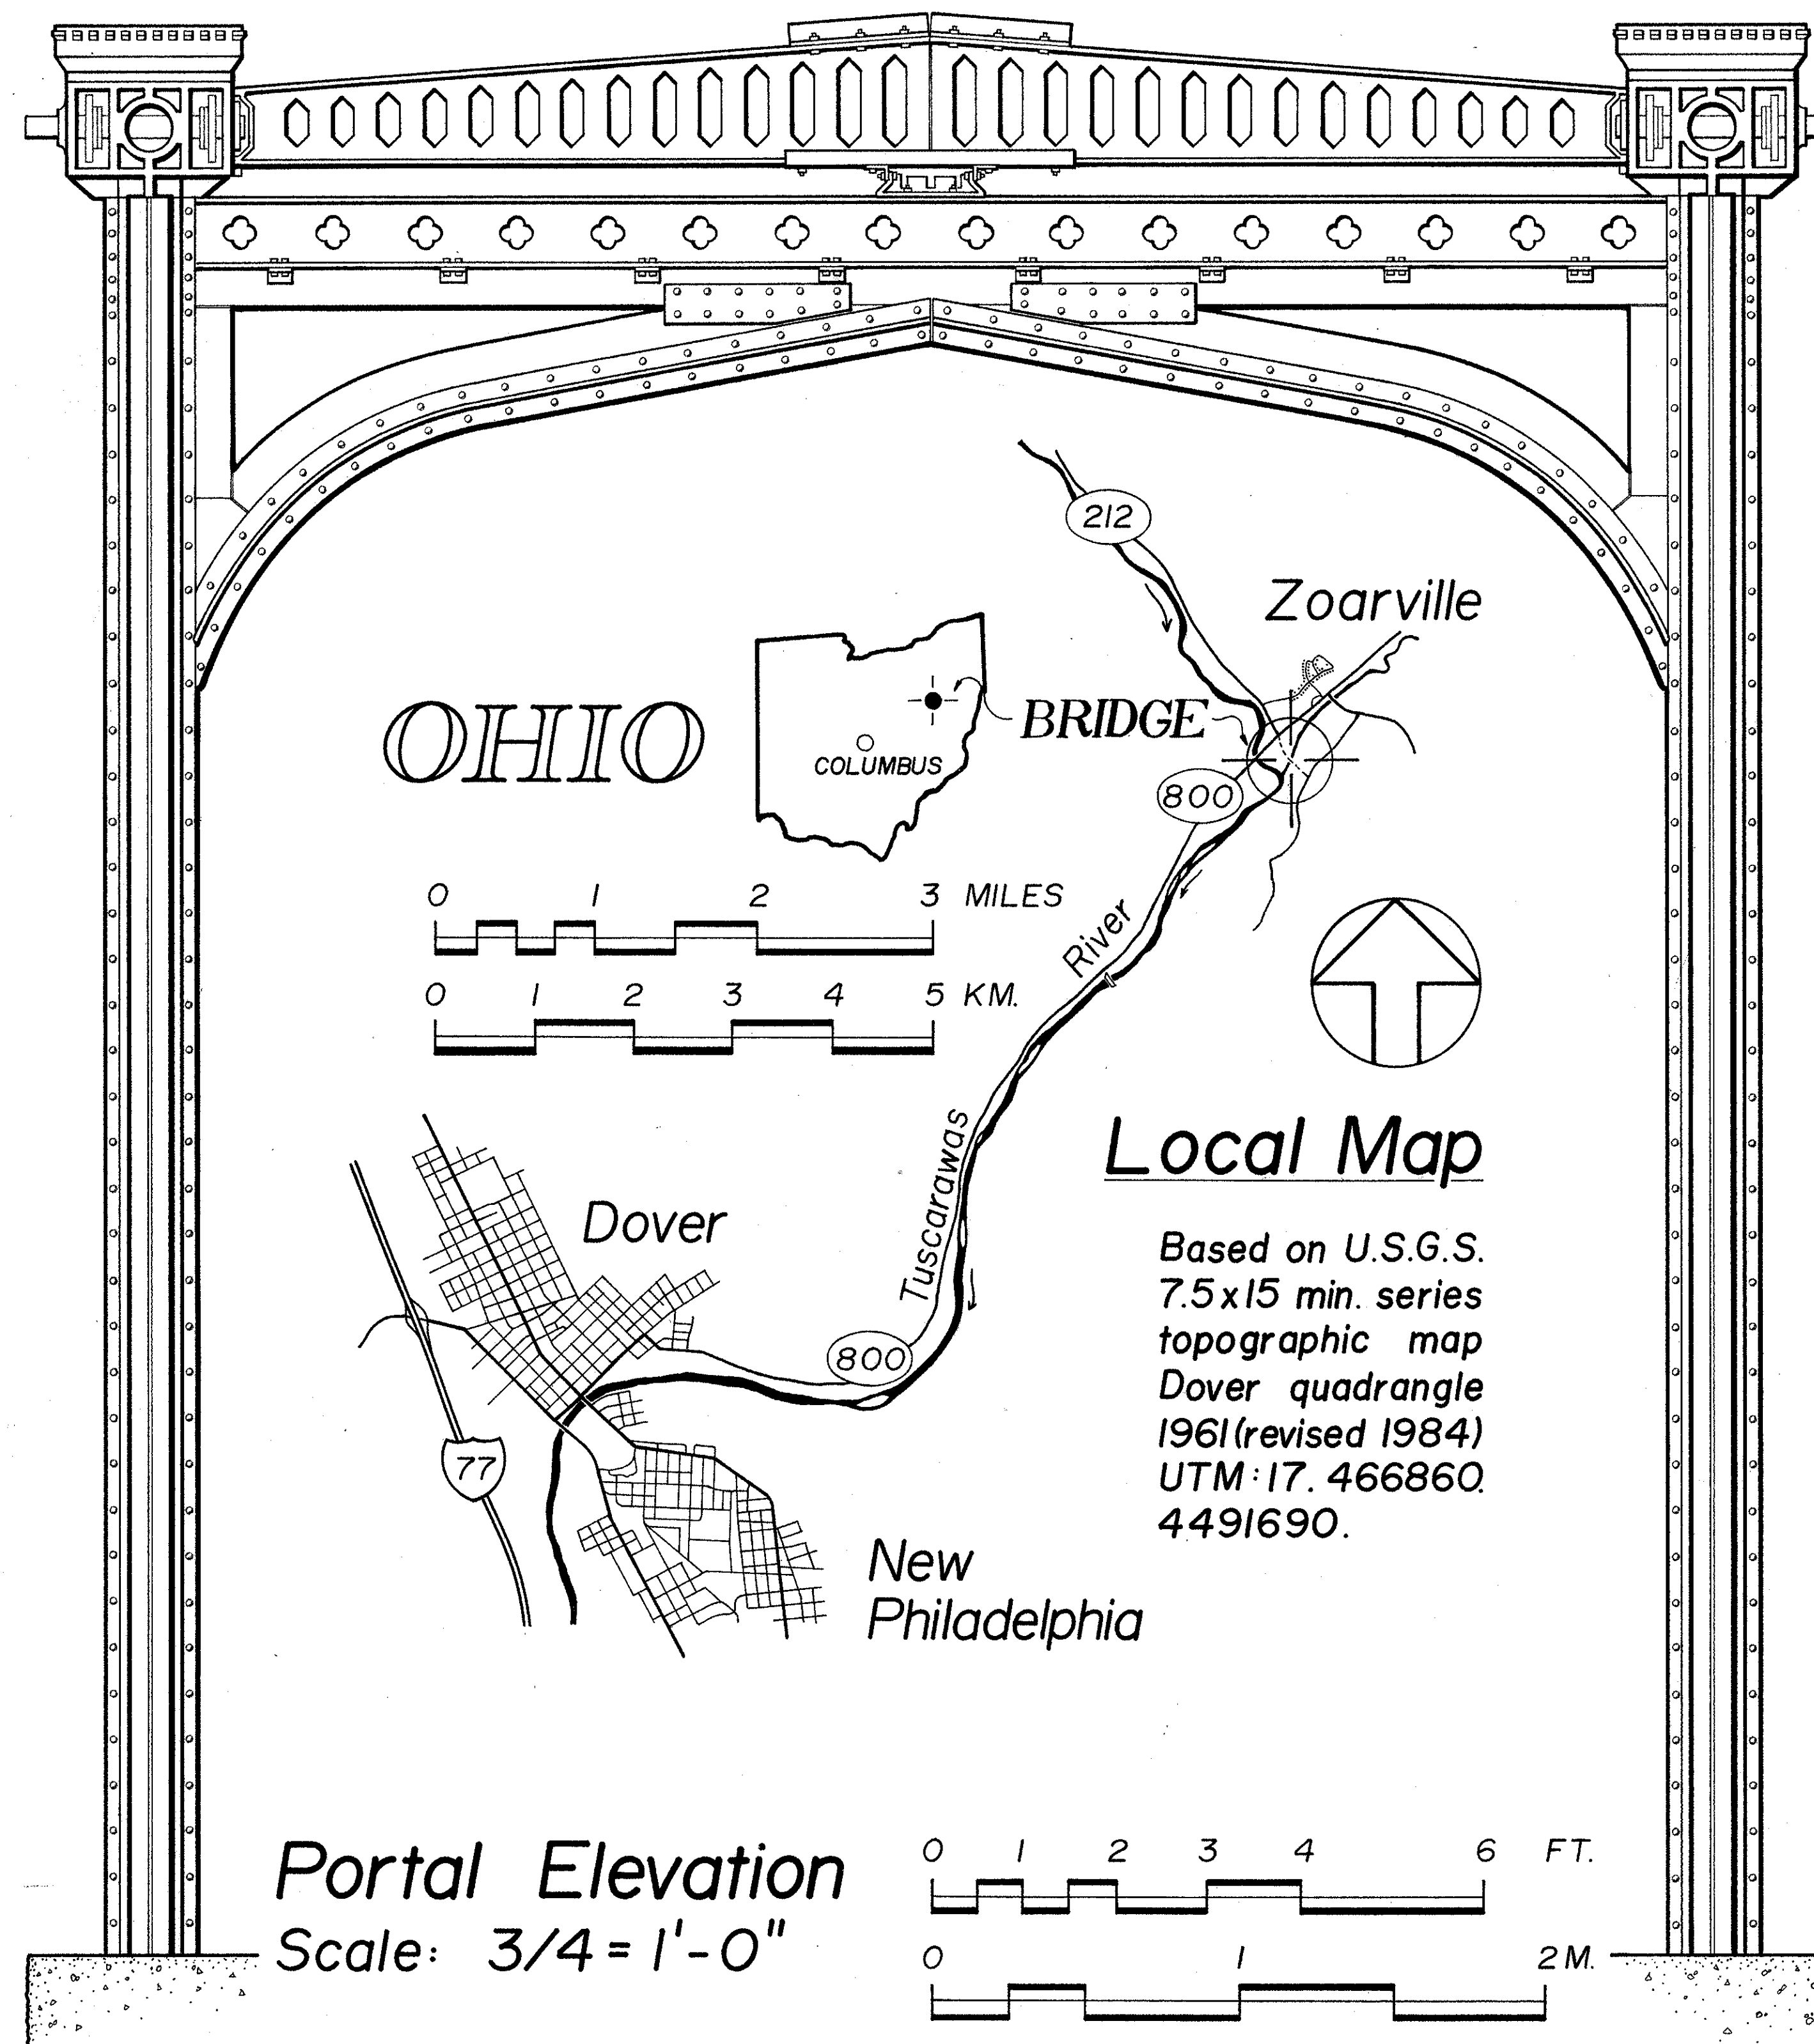 212
Zoarville
OHIO
BRIDGE
COLUMBUS
800
0 1 2 3 MILES
River
0 1 2 3 4 5 KM.
Tuscarawas
Local Map
Dover
Based on U.S.G.S.
7.5x15 min. series
topographic map
Dover quadrangle
1961(revised 1984)
UTM:17. 466860.
4491690.
800
77
New
Philadelphia
Portal Elevation
Scale: 3/4 = 1'-0"
0 1 2 3 4 6 FT.
0 1 2 M.